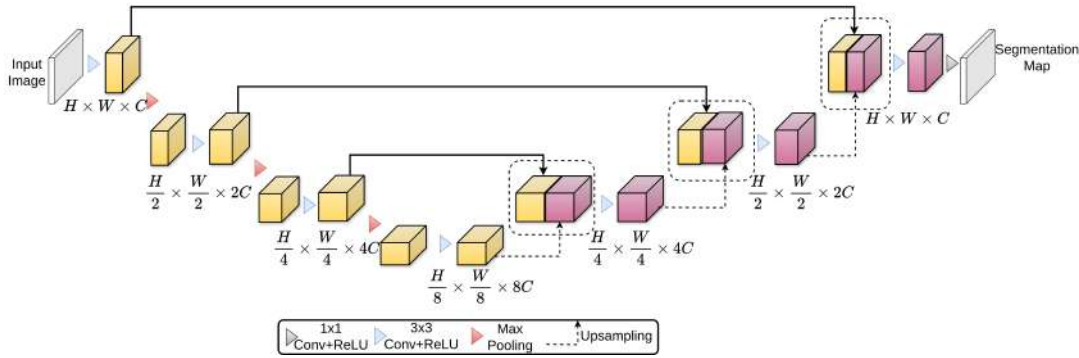 Input
Image
H × W × C
H/2 × W/2 × 2C
H/4 × W/4 × 4C
H/8 × W/8 × 8C
H/4 × W/4 × 4C
H/2 × W/2 × 2C
H × W × C
Segmentation
Map
1x1
Conv+ReLU
3x3
Conv+ReLU
Max
Pooling
Upsampling